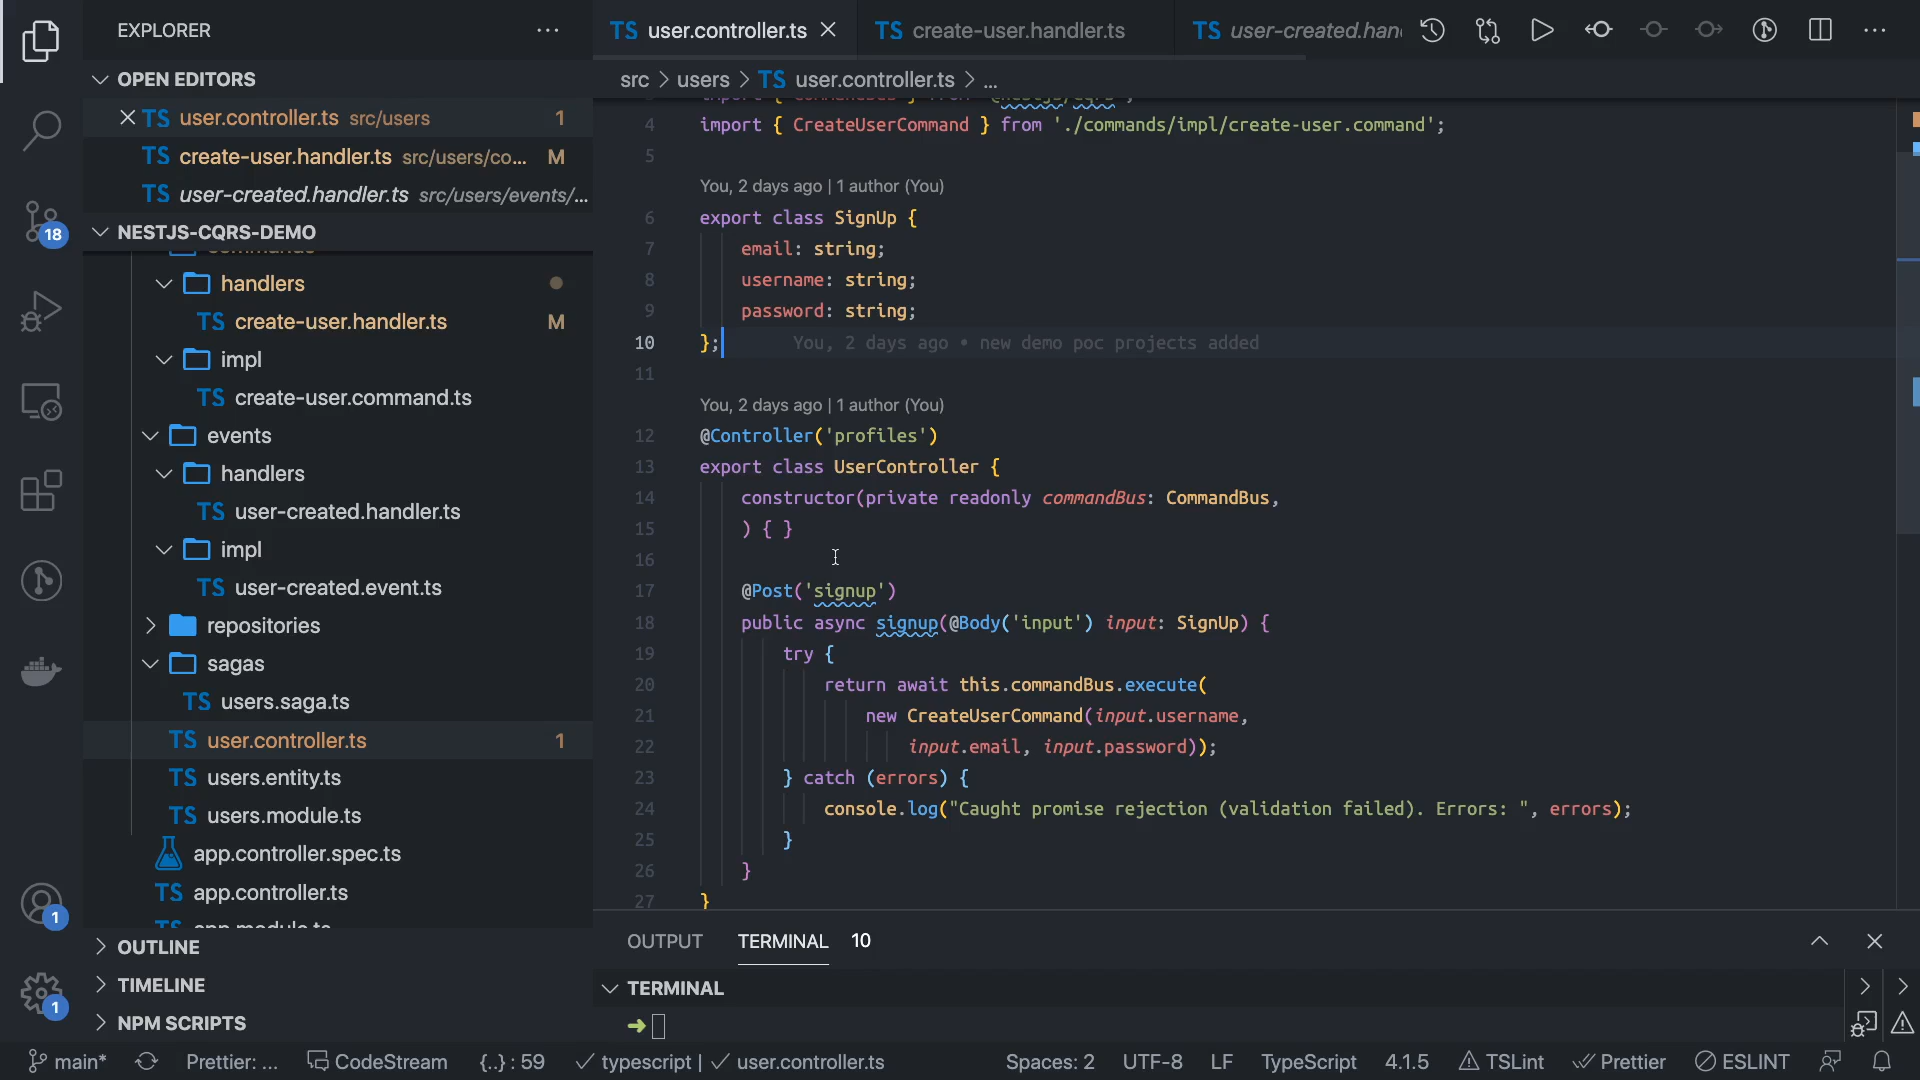 EXPLORER
OPEN EDITORS
TS user.controller.ts src/users 1
TS create-user.handler.ts src/users/co... M
TS user-created.handler.ts src/users/events/...
NESTJS-CQRS-DEMO
handlers
TS create-user.handler.ts M
impl
TS create-user.command.ts
events
handlers
TS user-created.handler.ts
impl
TS user-created.event.ts
repositories
sagas
TS users.saga.ts
TS user.controller.ts 1
TS users.entity.ts
TS users.module.ts
app.controller.spec.ts
TS app.controller.ts
OUTLINE
TIMELINE
NPM SCRIPTS
18
1
1
TS user.controller.ts
TS create-user.handler.ts
TS user-created.han
src > users > TS user.controller.ts > ...
4 import { CreateUserCommand } from './commands/impl/create-user.command';
5
You, 2 days ago | 1 author (You)
6 export class SignUp {
7 email: string;
8 username: string;
9 password: string;
10 }; You, 2 days ago • new demo poc projects added
11
You, 2 days ago | 1 author (You)
12 @Controller('profiles')
13 export class UserController {
14 constructor(private readonly commandBus: CommandBus,
15 ) { }
16
17 @Post('signup')
18 public async signup(@Body('input') input: SignUp) {
19 try {
20 return await this.commandBus.execute(
21 new CreateUserCommand(input.username,
22 input.email, input.password));
23 } catch (errors) {
24 console.log("Caught promise rejection (validation failed). Errors: ", errors);
25 }
26 }
27 }
OUTPUT TERMINAL 10
TERMINAL
main* Prettier: ... CodeStream {..} : 59 typescript | user.controller.ts Spaces: 2 UTF-8 LF TypeScript 4.1.5 TSLint Prettier ESLINT